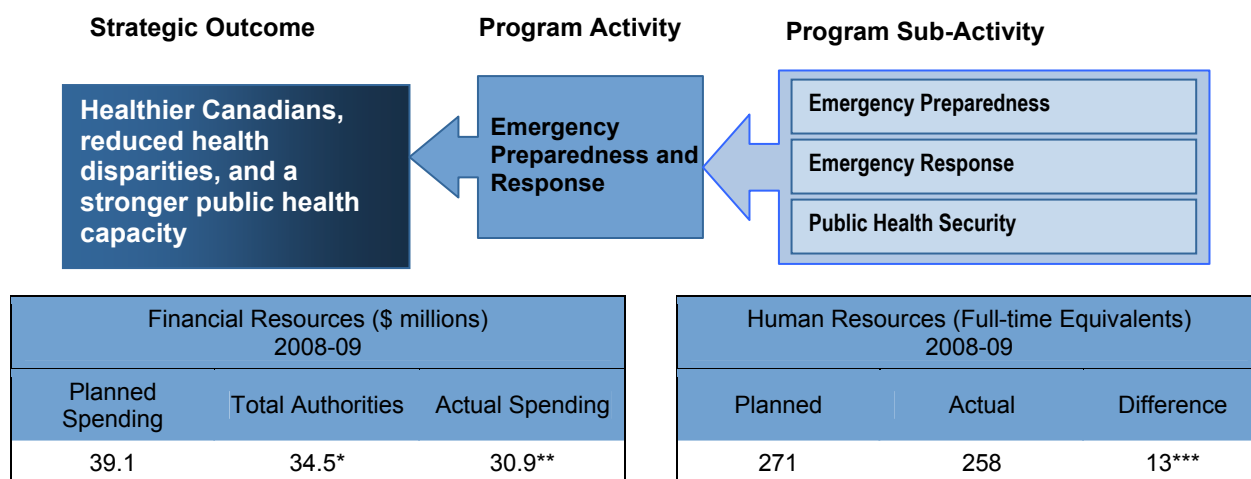 Strategic Outcome
Program Activity
Program Sub-Activity
Healthier Canadians,
reduced health
disparities, and a
stronger public health
capacity
Emergency
Preparedness and
Response
Emergency Preparedness
Emergency Response
Public Health Security
Financial Resources ($ millions)
2008-09
Planned
Spending
Total Authorities
Actual Spending
39.1
34.5*
30.9**
Human Resources (Full-time Equivalents)
2008-09
Planned
Actual
Difference
271
258
13***